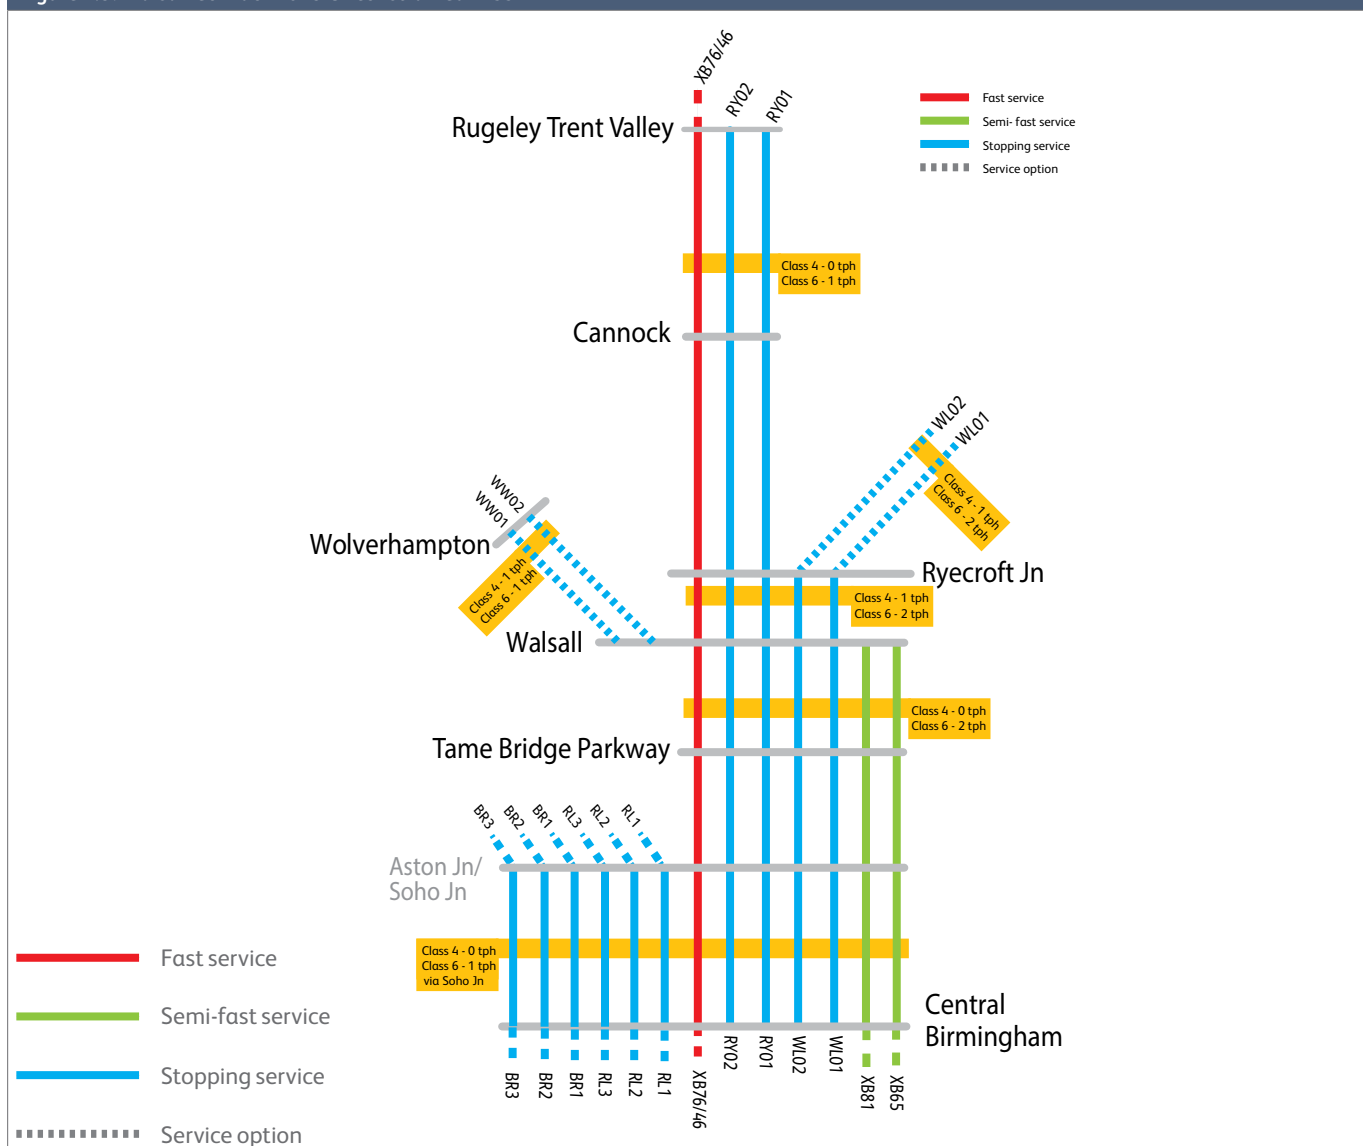 XB76/46
RY02
RY01
Fast service
Semi- fast service
Stopping service
Service option
Rugeley Trent Valley
Class 4 - 0 tph
Class 6 - 1 tph
Cannock
WL02
WL01
Class 4 - 1 tph
Class 6 - 2 tph
WW02
WW01
Wolverhampton
Class 4 - 1 tph
Class 6 - 1 tph
Ryecroft Jn
Class 4 - 1 tph
Class 6 - 2 tph
Walsall
Class 4 - 0 tph
Class 6 - 2 tph
Tame Bridge Parkway
BR3
BR2
BR1
RL3
RL2
RL1
Aston Jn/
Soho Jn
Class 4 - 0 tph
Class 6 - 1 tph
via Soho Jn
Central
Birmingham
BR3
BR2
BR1
RL3
RL2
RL1
XB76/46
RY02
RY01
WL02
WL01
XB81
XB65
Fast service
Semi-fast service
Stopping service
Service option